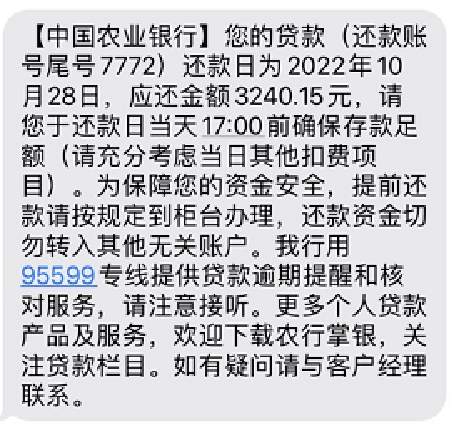 【中国农业银行】您的贷款（还款账
号尾号7772）还款日为2022年10
月28日，应还金额3240.15元，请
您于还款日当天17:00前确保存款足
额（请充分考虑当日其他扣费项
目）。为保障您的资金安全，提前还
款请按规定到柜台办理，还款资金切
勿转入其他无关账户。我行用
95599专线提供贷款逾期提醒和核
对服务，请注意接听。更多个人贷款
产品及服务，欢迎下载农行掌银，关
注贷款栏目。如有疑问请与客户经理
联系。